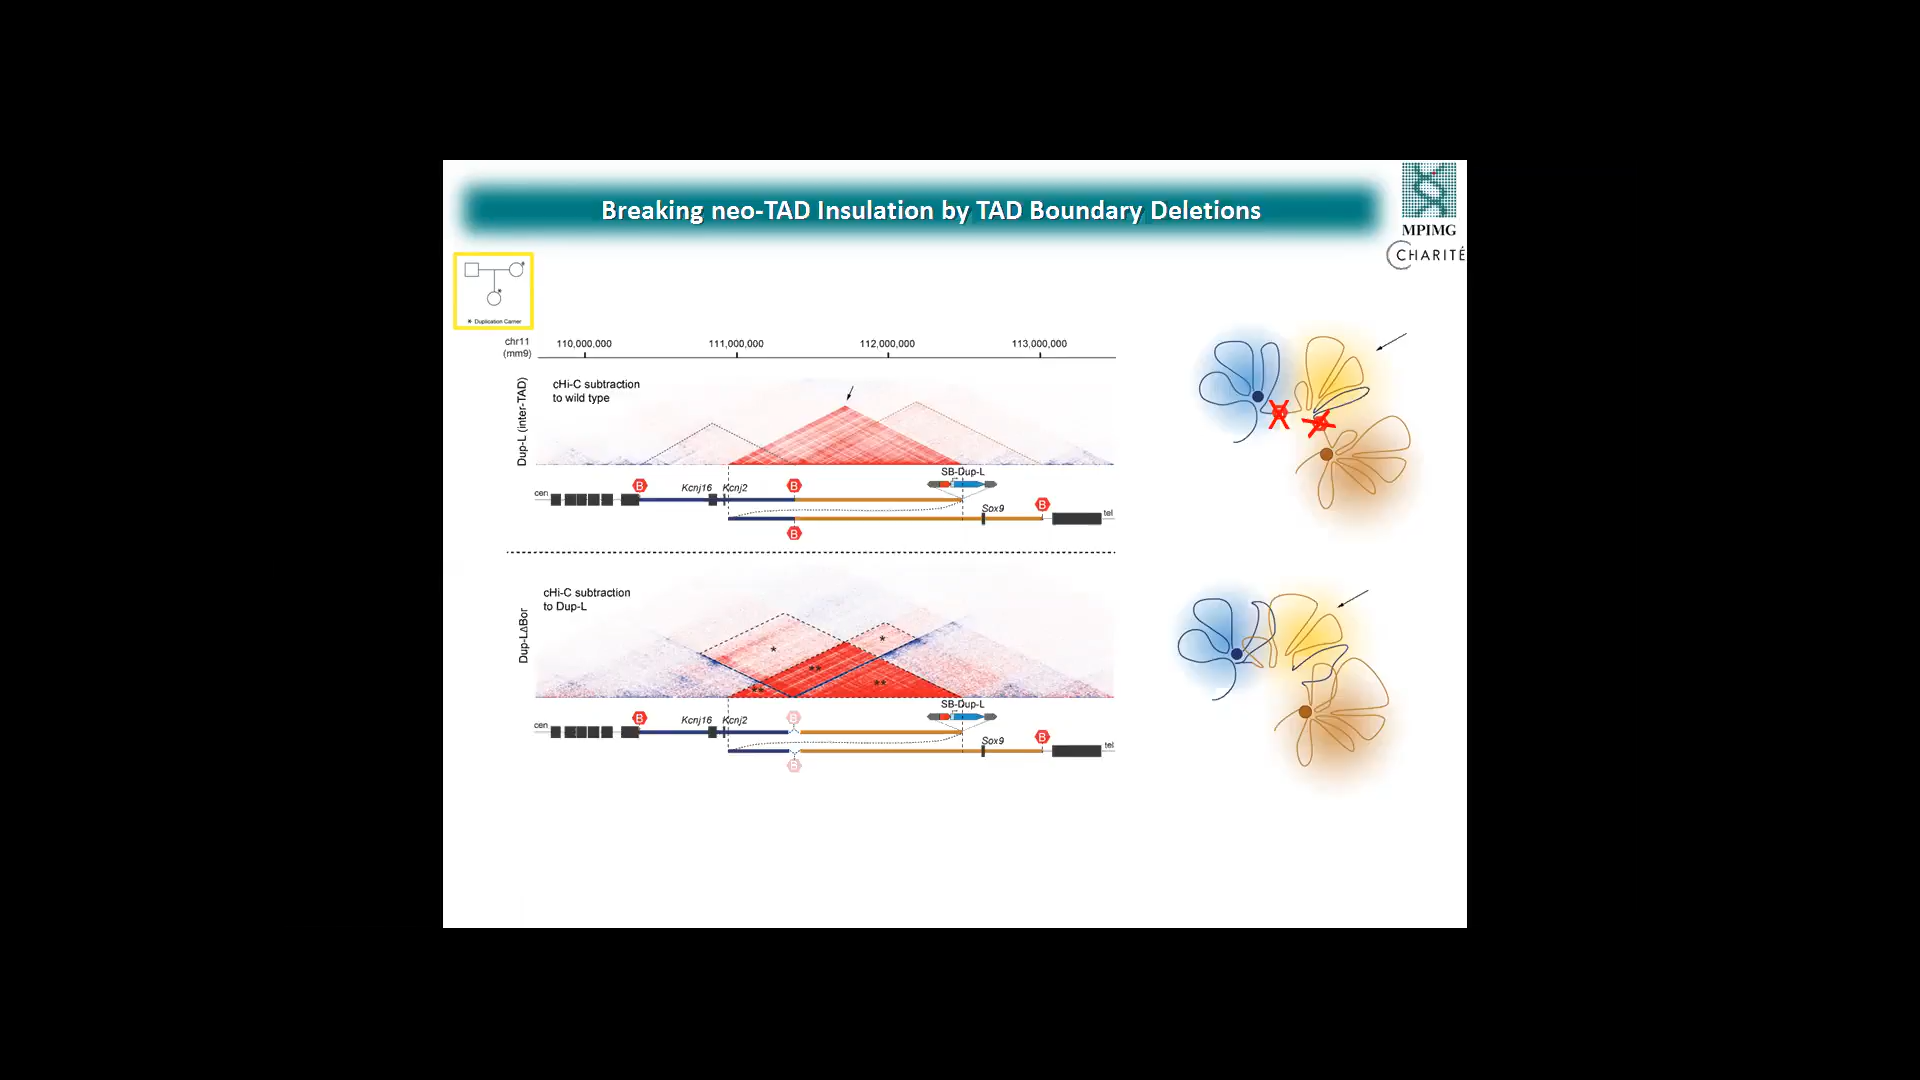 Breaking neo-TAD Insulation by TAD Boundary Deletions
MPIMG
CHARITÉ
* Duplication Carrier
chr11
(mm9)
110,000,000
111,000,000
112,000,000
113,000,000
Dup-L (inter-TAD)
cHi-C subtraction
to wild type
SB-Dup-L
cen
B
Kcnj16
Kcnj2
B
Sox9
B
tel
B
Dup-LΔBor
cHi-C subtraction
to Dup-L
*
*
**
**
**
SB-Dup-L
cen
B
Kcnj16
Kcnj2
B
Sox9
B
tel
B